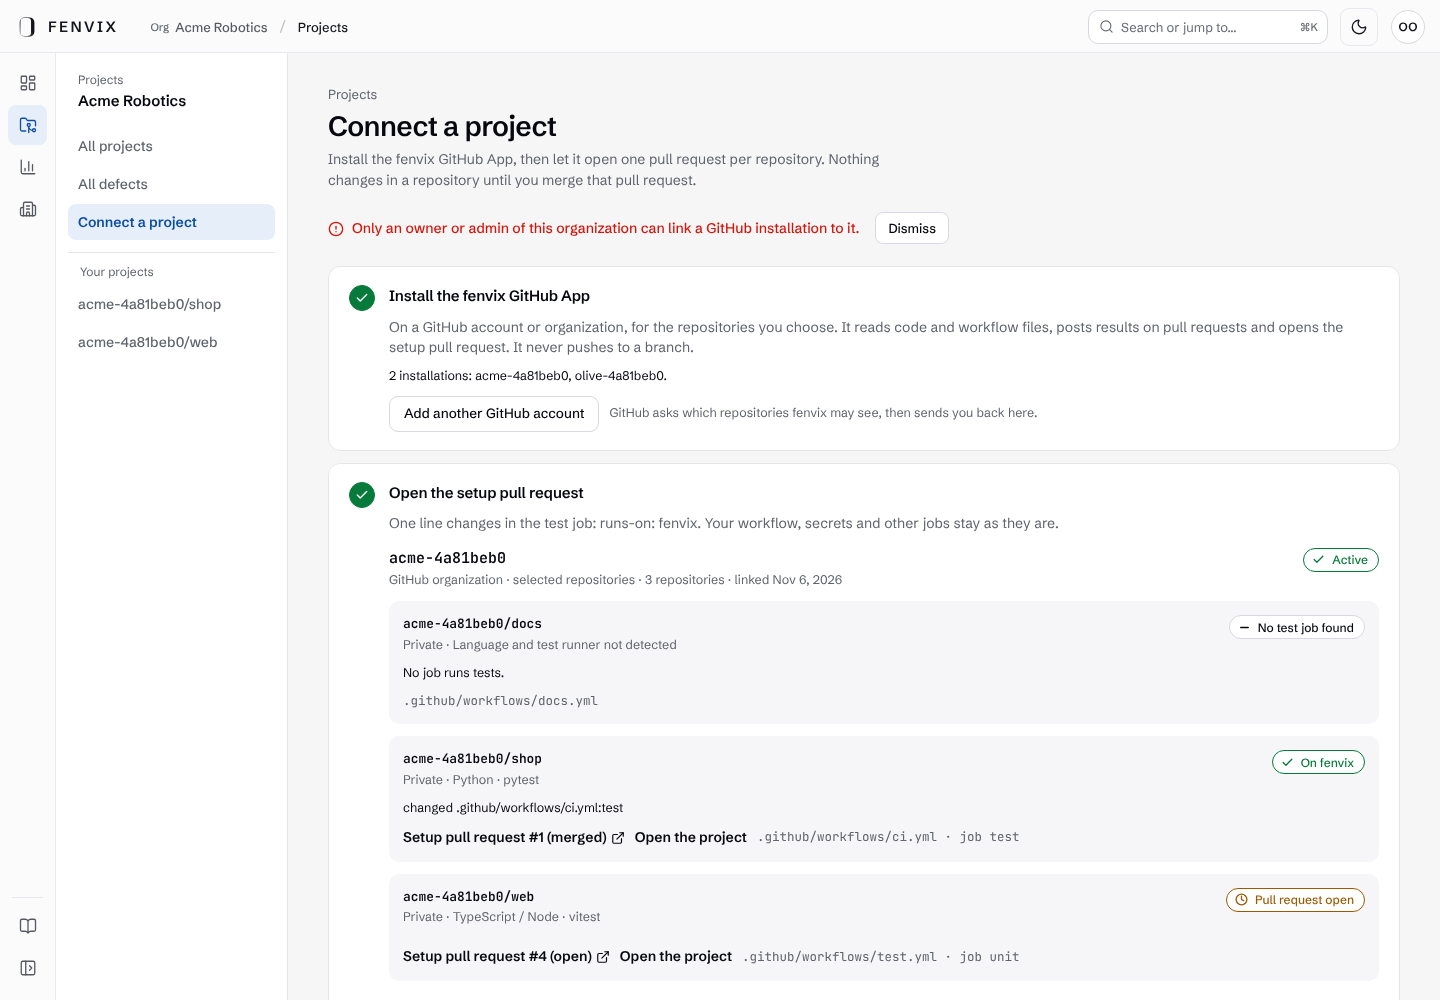 FENVIX
Org Acme Robotics / Projects
Search or jump to... ⌘K
OO
Projects
Acme Robotics
All projects
All defects
Connect a project
Your projects
acme-4a81beb0/shop
acme-4a81beb0/web
Projects
Connect a project
Install the fenvix GitHub App, then let it open one pull request per repository. Nothing
changes in a repository until you merge that pull request.
Only an owner or admin of this organization can link a GitHub installation to it.
Dismiss
Install the fenvix GitHub App
On a GitHub account or organization, for the repositories you choose. It reads code and workflow files, posts results on pull requests and opens the
setup pull request. It never pushes to a branch.
2 installations: acme-4a81beb0, olive-4a81beb0.
Add another GitHub account
GitHub asks which repositories fenvix may see, then sends you back here.
Open the setup pull request
One line changes in the test job: runs-on: fenvix. Your workflow, secrets and other jobs stay as they are.
acme-4a81beb0
Active
GitHub organization · selected repositories · 3 repositories · linked Nov 6, 2026
acme-4a81beb0/docs
No test job found
Private · Language and test runner not detected
No job runs tests.
.github/workflows/docs.yml
acme-4a81beb0/shop
On fenvix
Private · Python · pytest
changed .github/workflows/ci.yml:test
Setup pull request #1 (merged) Open the project .github/workflows/ci.yml · job test
acme-4a81beb0/web
Pull request open
Private · TypeScript / Node · vitest
Setup pull request #4 (open) Open the project .github/workflows/test.yml · job unit